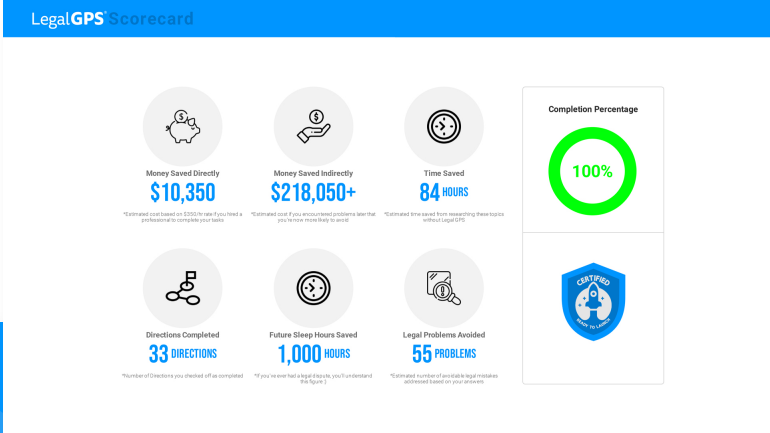 LegalGPS® Scorecard
Money Saved Directly
$10,350
*Estimated cost based on $350/hr rate if you hired a
professional to complete your tasks
Money Saved Indirectly
$218,050+
*Estimated cost if you encountered problems later that
you're now more likely to avoid
Time Saved
84 HOURS
*Estimated time saved from researching these topics
without Legal GPS
Directions Completed
33 DIRECTIONS
*Number of Directions you checked off as completed
Future Sleep Hours Saved
1,000 HOURS
*If you've ever had a legal dispute, you'll understand
this figure :)
Legal Problems Avoided
55 PROBLEMS
*Estimated number of avoidable legal mistakes
addressed based on your answers
Completion Percentage
100%
CERTIFIED
READY TO LAUNCH